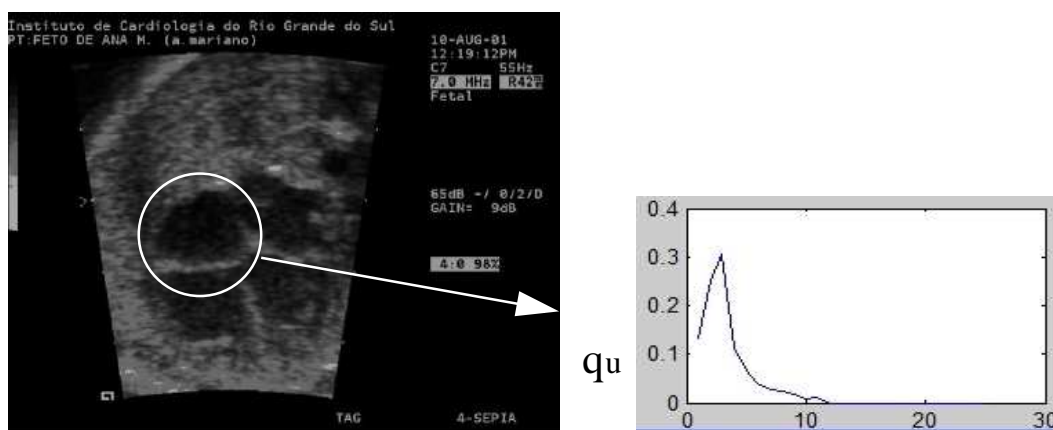 Instituto de Cardiologia do Rio Grande do Sul
PT:FETO DE ANA M. (a.mariano)
10-AUG-01
12:19:12PM
C7 55Hz
7.0 MHz R42
Fetal
65dB -/ 0/2/D
GAIN= 9dB
4:0 98%
TAG
4-SEPIA
qu
0.4
0.3
0.2
0.1
0
0 10 20 30